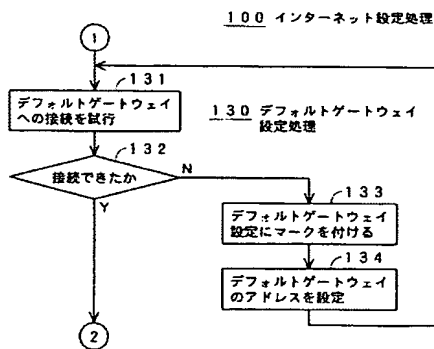 100 インターネット設定処理
1
131
デフォルトゲートウェイ
への接続を試行
130 デフォルトゲートウェイ
設定処理
132
接続できたか
N
Y
133
デフォルトゲートウェイ
設定にマークを付ける
134
デフォルトゲートウェイ
のアドレスを設定
2